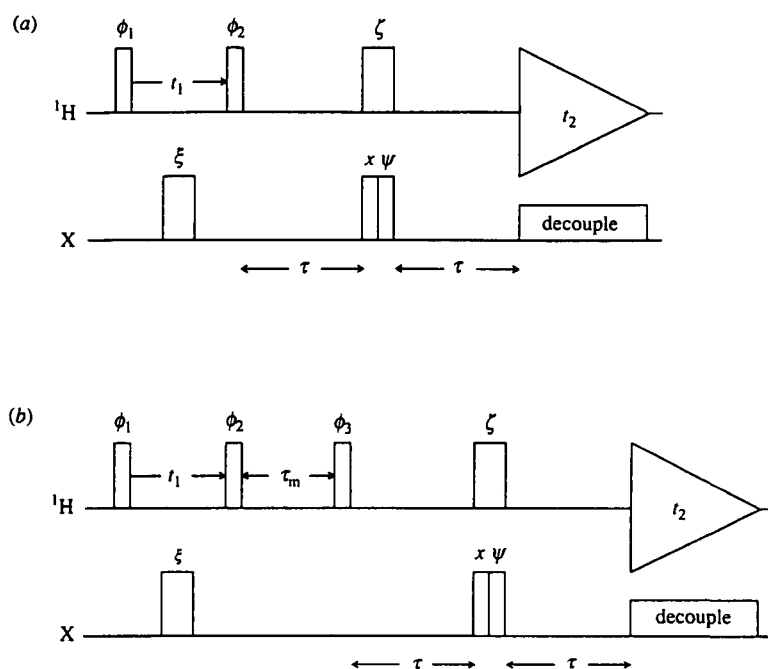 (a)
ϕ1 ϕ2 ζ
t1
1H
t2
ξ
x ψ
decouple
X
τ τ
(b)
ϕ1 ϕ2 ϕ3 ζ
t1 τm
1H
t2
ξ
x ψ
decouple
X
τ τ